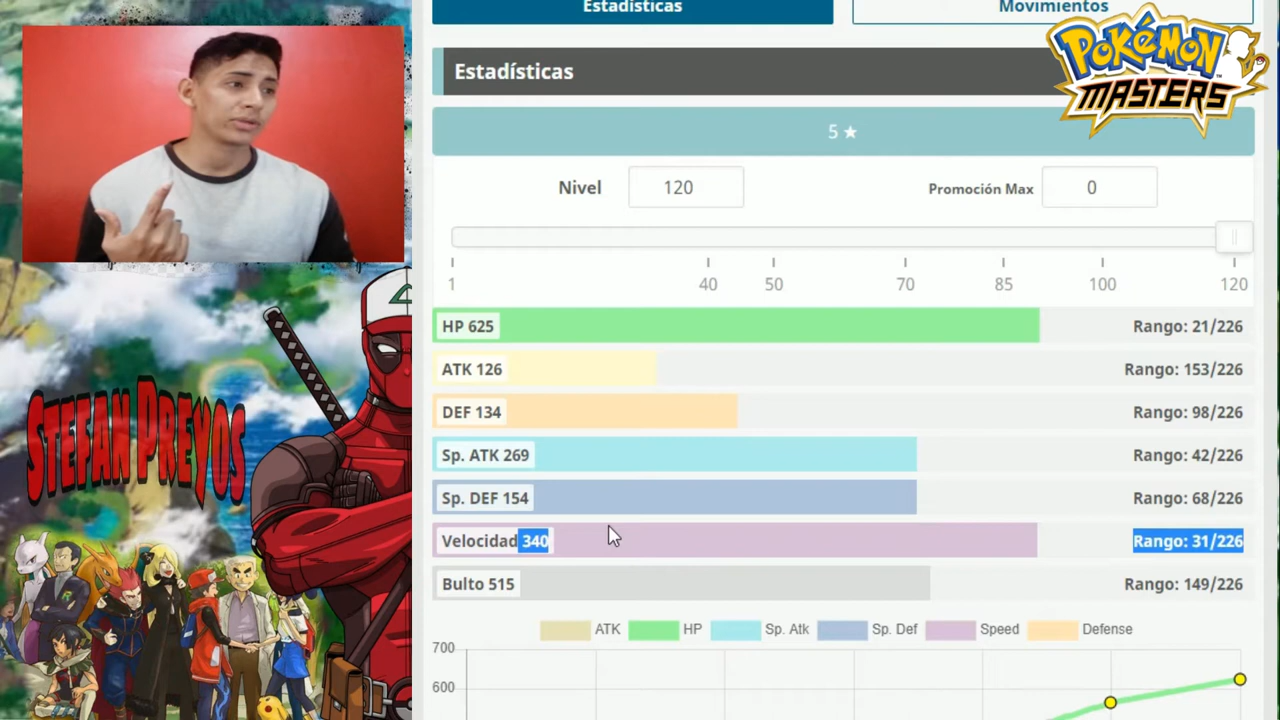 Estadísticas
Movimientos
POKÉMON
MASTERS
Estadísticas
5 ★
Nivel 120 Promoción Max 0
1 40 50 70 85 100 120
HP 625 Rango: 21/226
ATK 126 Rango: 153/226
DEF 134 Rango: 98/226
Sp. ATK 269 Rango: 42/226
Sp. DEF 154 Rango: 68/226
Velocidad 340 Rango: 31/226
Bulto 515 Rango: 149/226
ATK HP Sp. Atk Sp. Def Speed Defense
700
600
STEFAN PREYOS